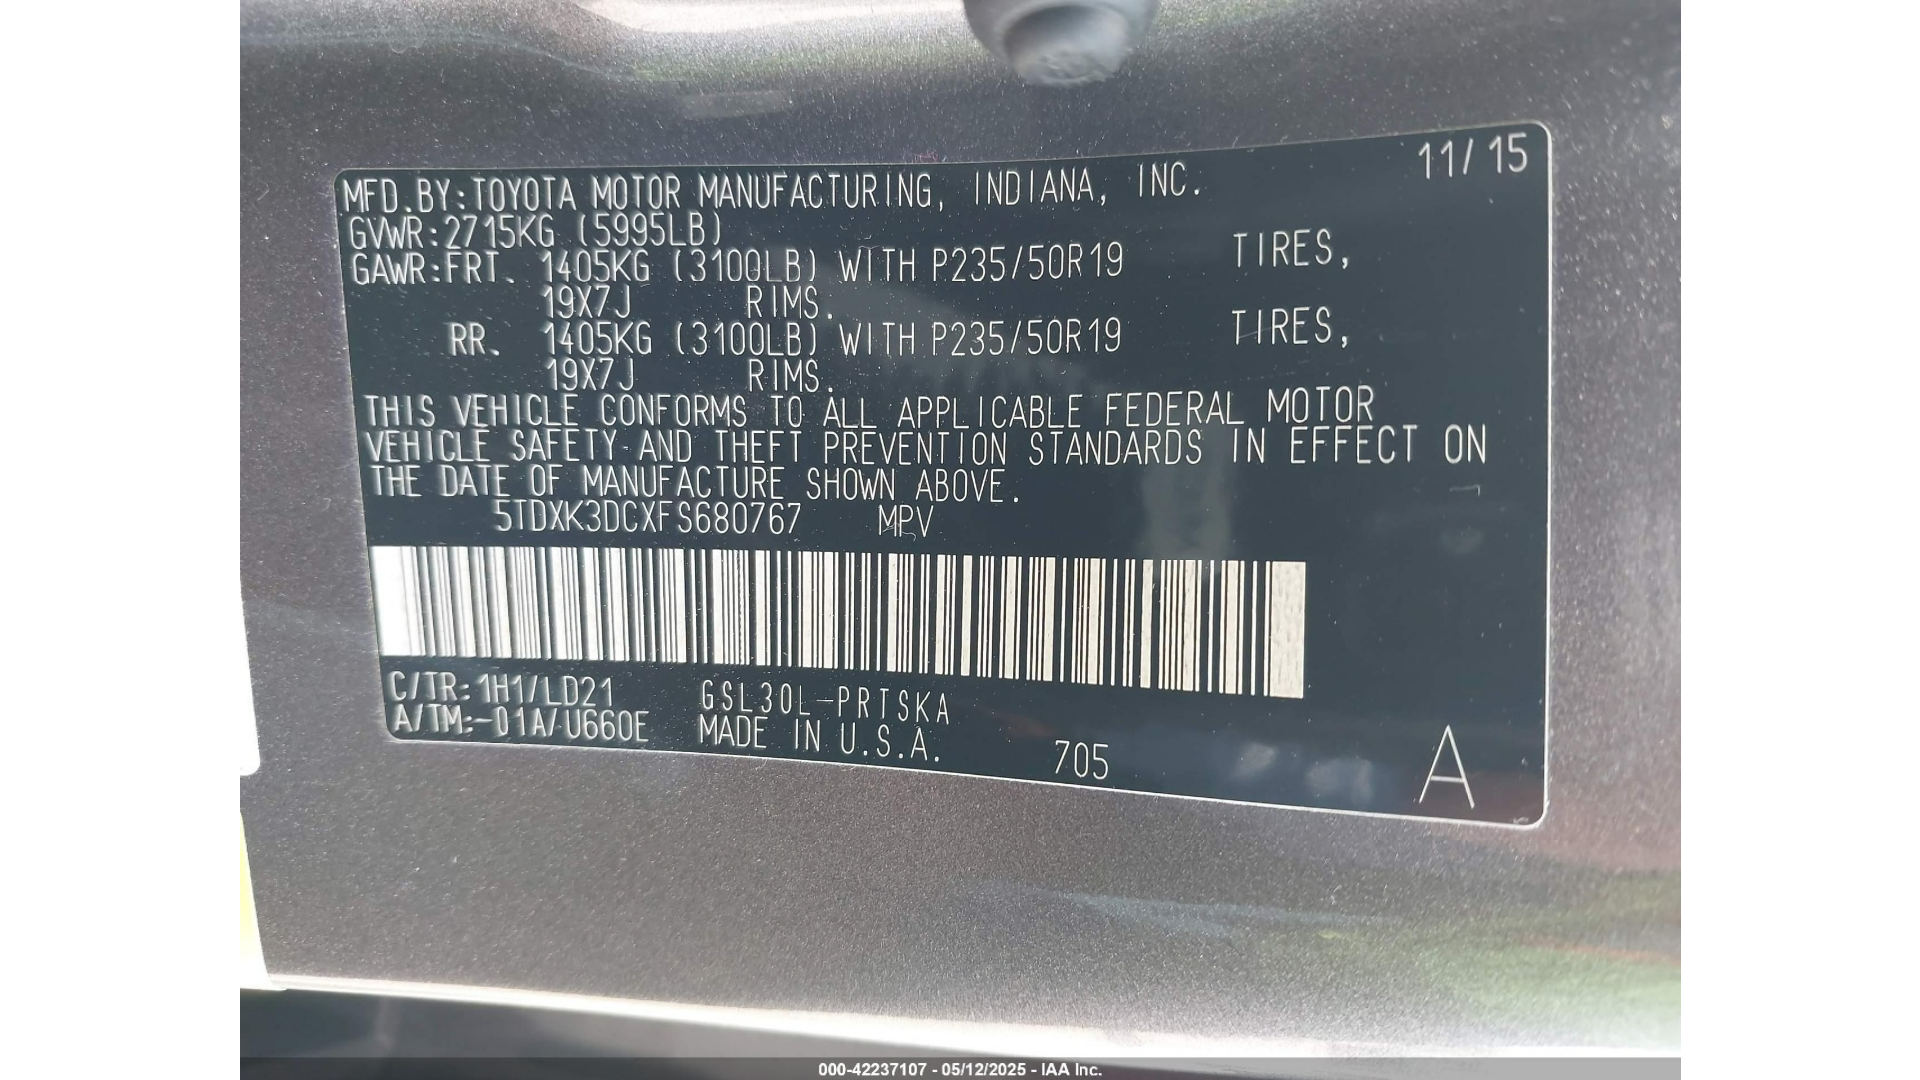 11/15
MFD.BY:TOYOTA MOTOR MANUFACTURING, INDIANA, INC.
GVWR:2715KG (5995LB)
GAWR:FRT. 1405KG (3100LB) WITH P235/50R19 TIRES,
19X7J RIMS.
RR. 1405KG (3100LB) WITH P235/50R19 TIRES,
19X7J RIMS.
THIS VEHICLE CONFORMS TO ALL APPLICABLE FEDERAL MOTOR
VEHICLE SAFETY AND THEFT PREVENTION STANDARDS IN EFFECT ON
THE DATE OF MANUFACTURE SHOWN ABOVE.
5TDXK3DCXFS680767 MPV
C/TR:1H1/LD21 GSL30L-PRTSKA
A/TM:-01A/U660E MADE IN U.S.A.
705
A
000-42237107 - 05/12/2025 - IAA Inc.